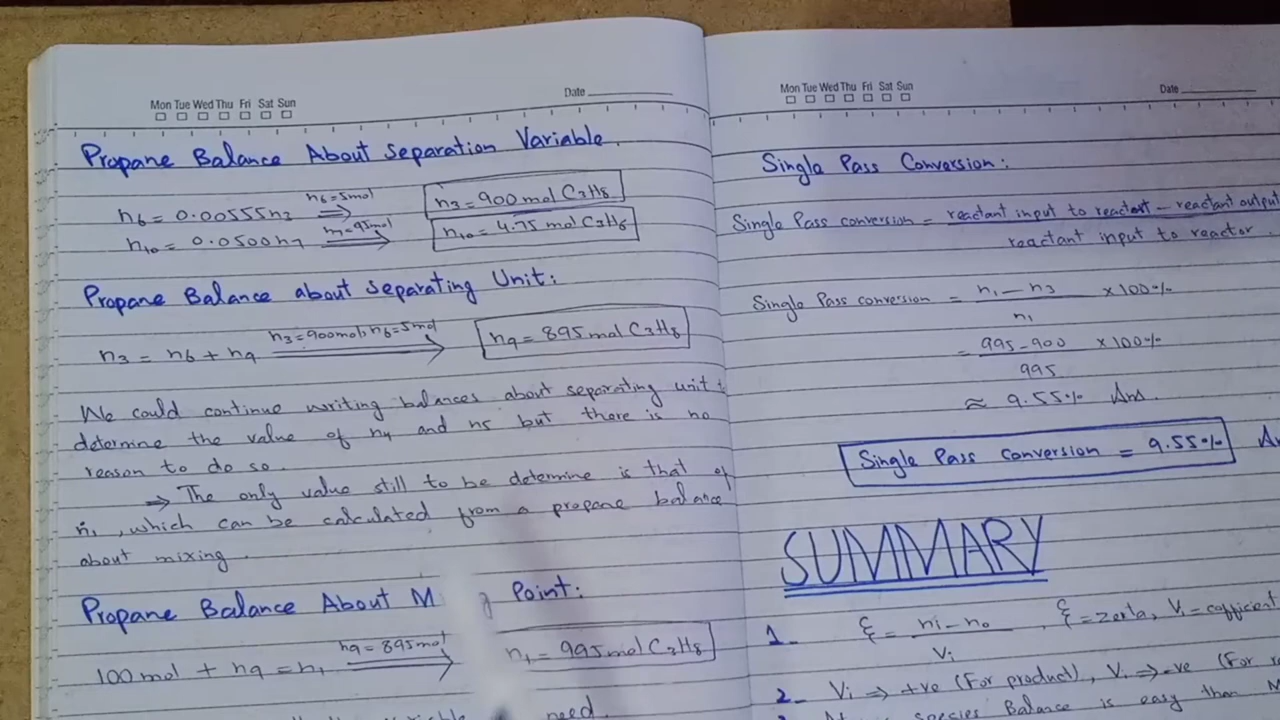 Mon Tue Wed Thu Fri Sat Sun
Date
Propane Balance About Separation Variable.
n6 = 0.00555n3 ⟹ n6=5mol n3=900 mol C3H8
n10 = 0.0500n7 ⟶ n7=95mol n10=4.75 mol C3H8
Propane Balance about separating Unit:
n3 = n6 + n9 ⟶ n3=900mol, n6=5mol n9=895 mol C3H8
We could continue writing balances about separating unit
determine the value of n4 and n5 but there is no
reason to do so.
⟹ The only value still to be determine is that of
n1, which can be calculated from a propane balance
about mixing.
Propane Balance About Point:
100 mol + n9 = n1 ⟶ n9=895mol n1=995 mol C3H8
need.
Mon Tue Wed Thu Fri Sat Sun
Date
Single Pass Conversion:
Single Pass conversion = reactant input to reactor - reactant output
reactant input to reactor.
Single Pass conversion = n1 - n3 ×100%
n1
= 995-900 ×100%
995
≈ 9.55% Ans.
Single Pass conversion = 9.55%
SUMMARY
1- ξ = ni - no , ξ = zerta, Vi = cofficient
Vi
2- Vi ⟹ +ve (For product), Vi ⟹ -ve (For
species Balance is easy than